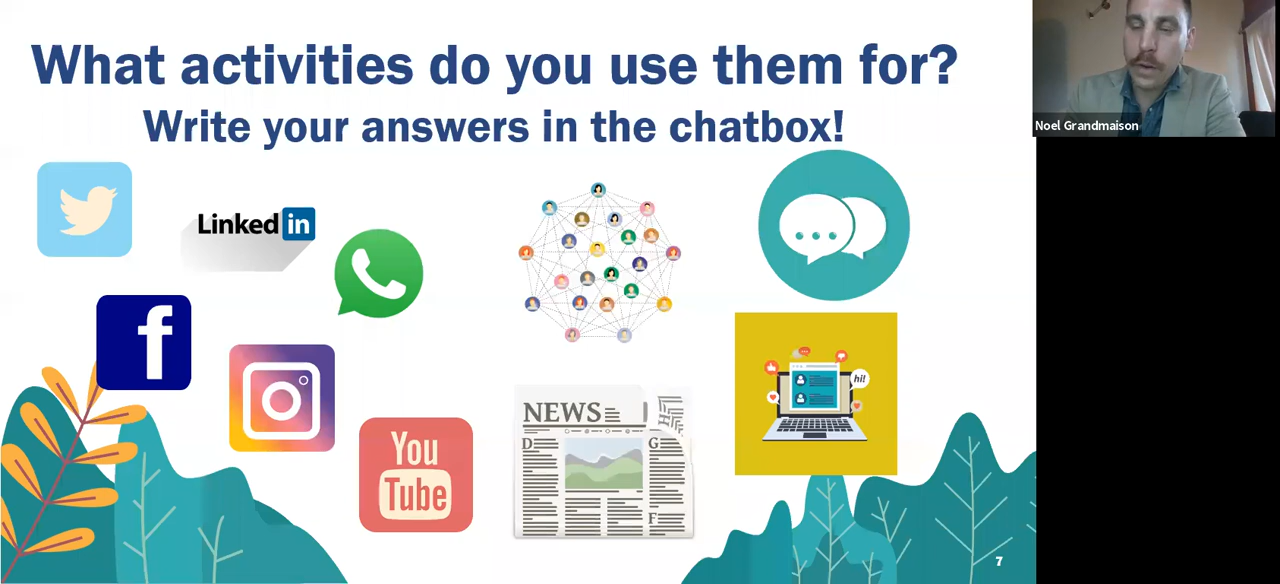 What activities do you use them for?
Write your answers in the chatbox!
Noel Grandmaison
Linked in
f
You
Tube
NEWS
D
G
F
hi!
7